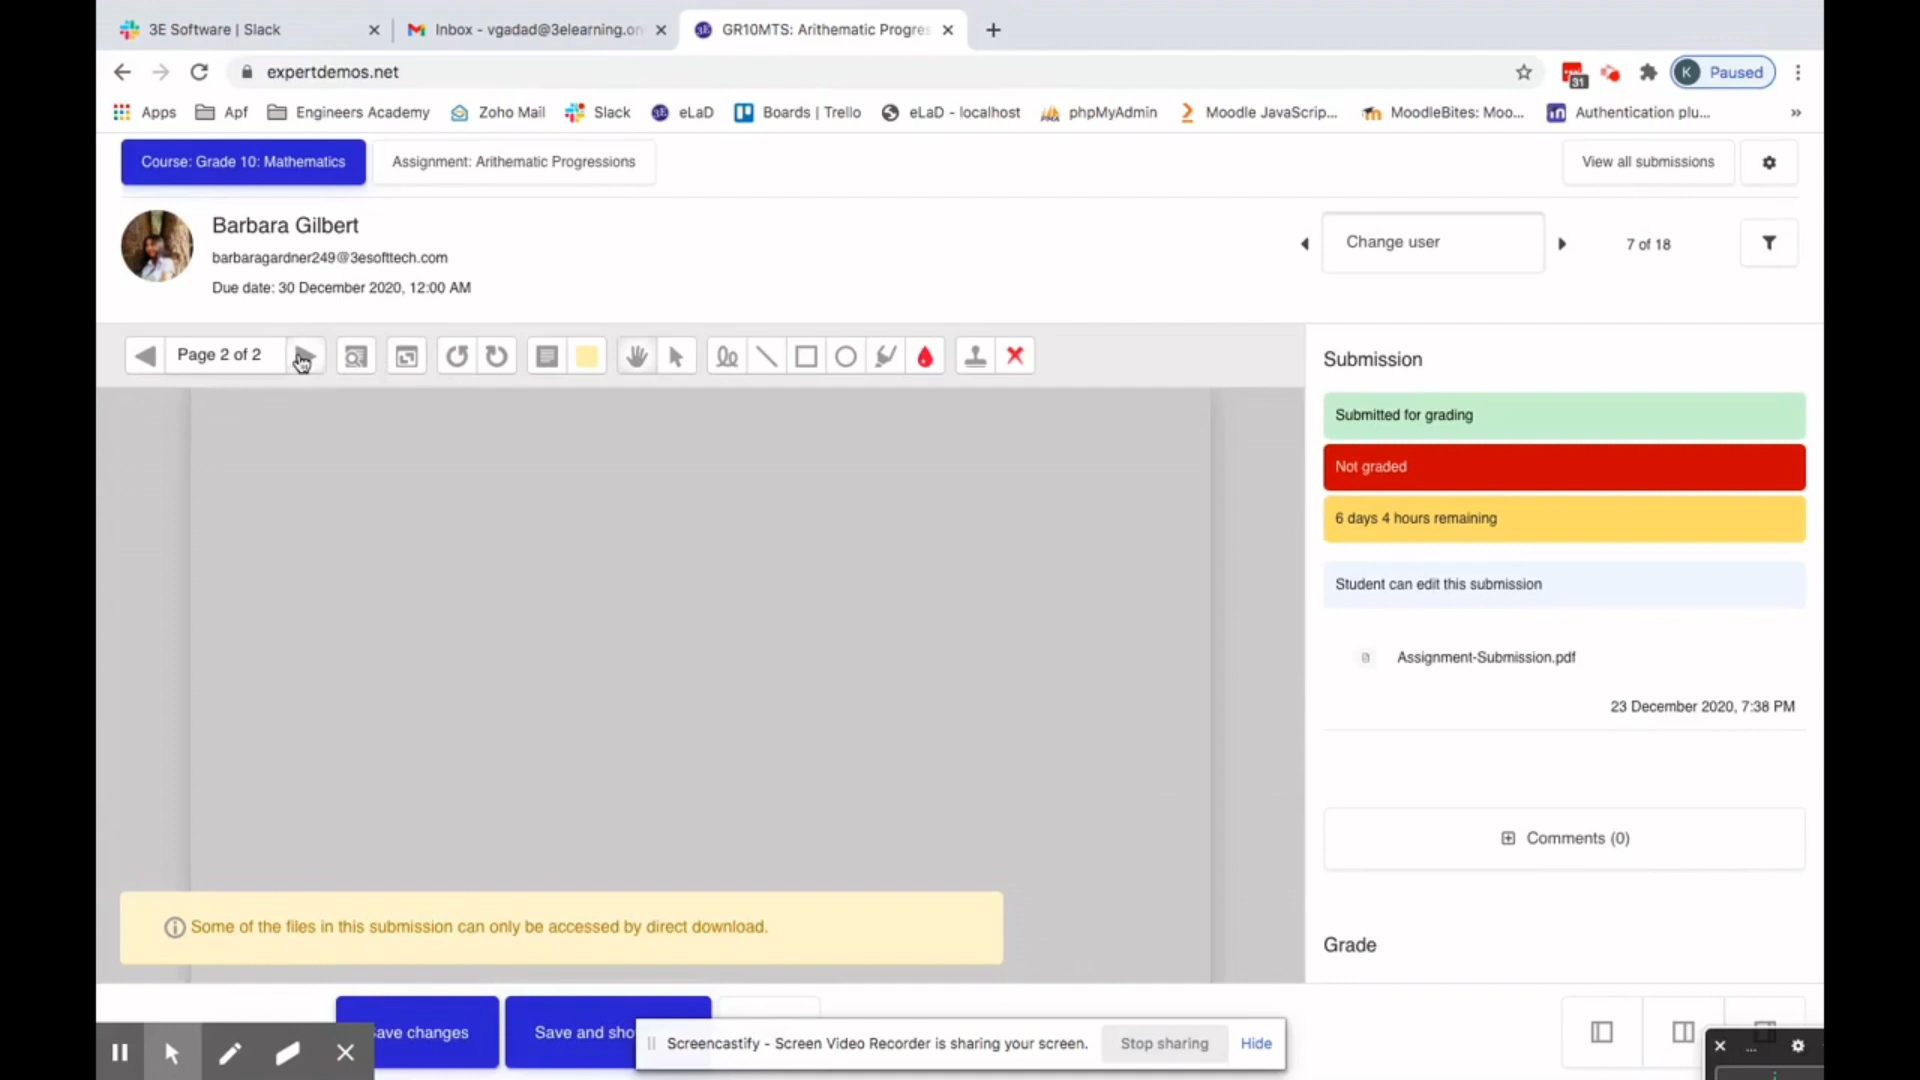 3E Software | Slack
Inbox - vgadad@3elearning.on
GR10MTS: Arithematic Progres
expertdemos.net
31
K Paused
Apps
Apf
Engineers Academy
Zoho Mail
Slack
eLaD
Boards | Trello
eLaD - localhost
phpMyAdmin
Moodle JavaScrip...
MoodleBites: Moo...
Authentication plu...
»
Course: Grade 10: Mathematics
Assignment: Arithematic Progressions
View all submissions
Barbara Gilbert
barbaragardner249@3esofttech.com
Due date: 30 December 2020, 12:00 AM
Change user
7 of 18
Page 2 of 2
Submission
Submitted for grading
Not graded
6 days 4 hours remaining
Student can edit this submission
Assignment-Submission.pdf
23 December 2020, 7:38 PM
Comments (0)
Some of the files in this submission can only be accessed by direct download.
Grade
ave changes
Save and sho
Screencastify - Screen Video Recorder is sharing your screen.
Stop sharing
Hide
...